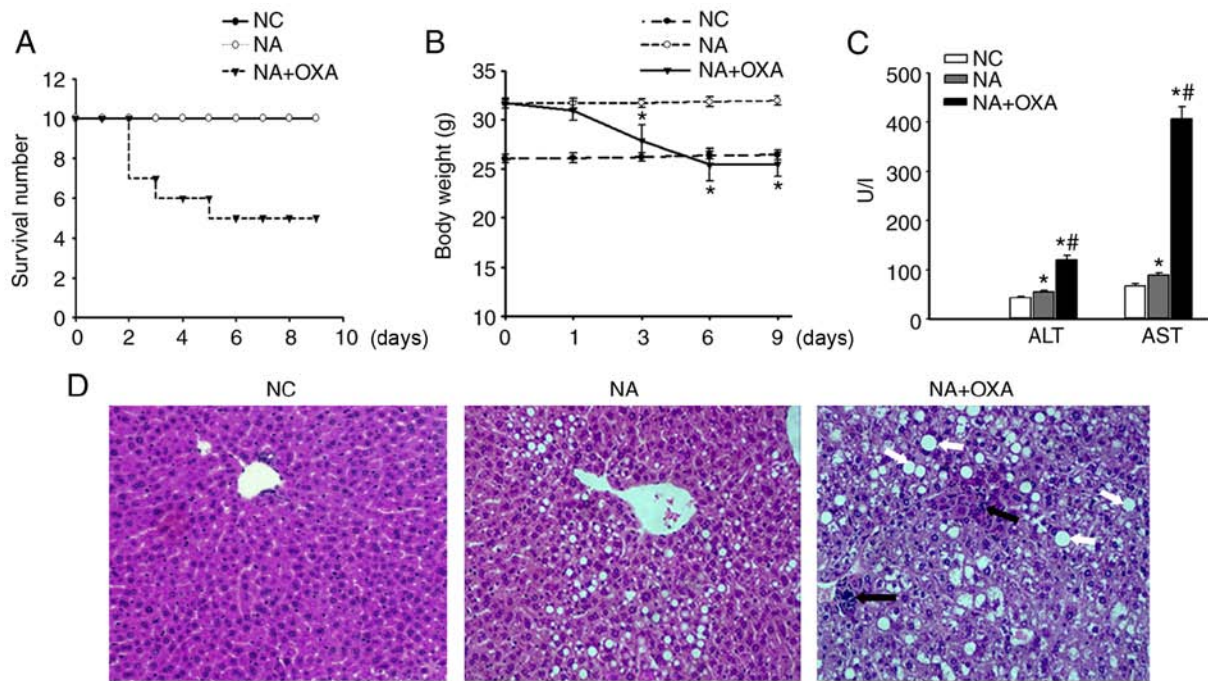 A
NC
NA
NA+OXA
Survival number
12
10
8
6
4
2
0
0 2 4 6 8 10 (days)
B
NC
NA
NA+OXA
Body weight (g)
35
30
25
20
15
10
0 1 3 6 9 (days)
*
*
*
C
NC
NA
NA+OXA
U/l
500
400
300
200
100
0
* *# * *#
ALT AST
D
NC NA NA+OXA